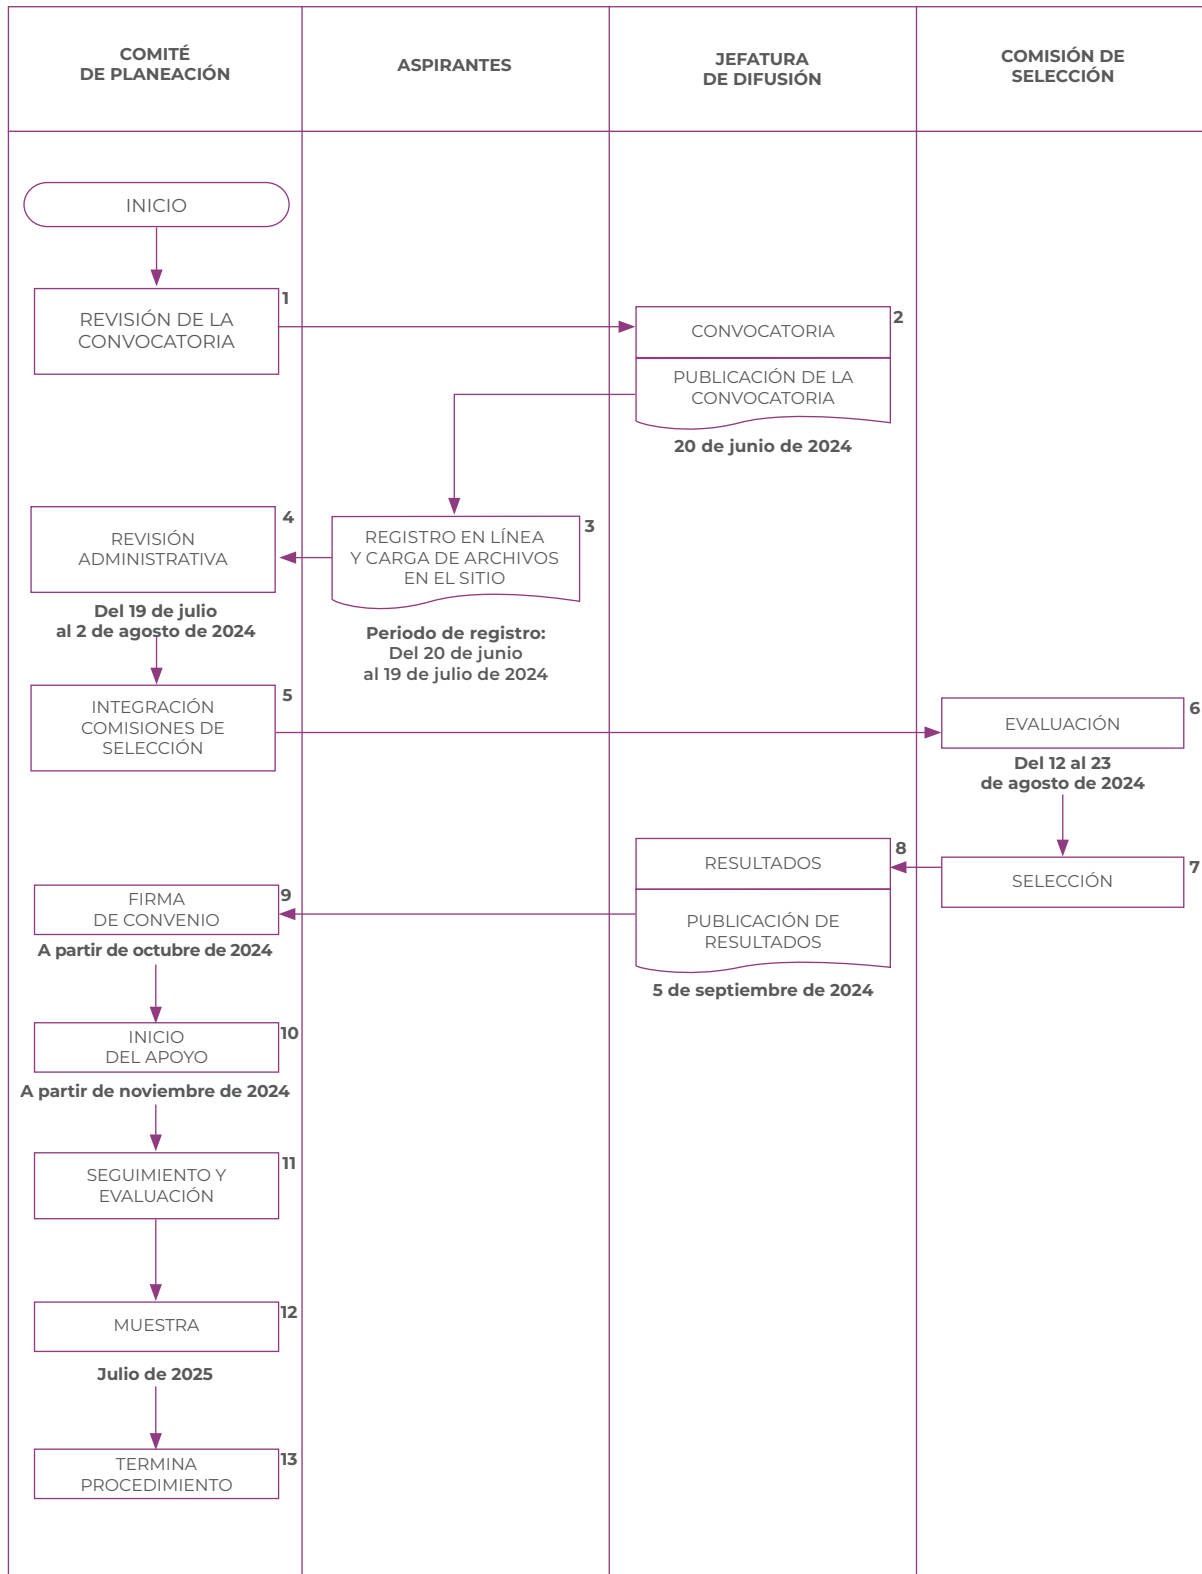 COMITÉ
DE PLANEACIÓN
ASPIRANTES
JEFATURA
DE DIFUSIÓN
COMISIÓN DE
SELECCIÓN
INICIO
1
REVISIÓN DE LA
CONVOCATORIA
2
CONVOCATORIA
PUBLICACIÓN DE LA
CONVOCATORIA
20 de junio de 2024
3
REGISTRO EN LÍNEA
Y CARGA DE ARCHIVOS
EN EL SITIO
Periodo de registro:
Del 20 de junio
al 19 de julio de 2024
4
REVISIÓN
ADMINISTRATIVA
Del 19 de julio
al 2 de agosto de 2024
5
INTEGRACIÓN
COMISIONES DE
SELECCIÓN
6
EVALUACIÓN
Del 12 al 23
de agosto de 2024
7
SELECCIÓN
8
RESULTADOS
PUBLICACIÓN DE
RESULTADOS
5 de septiembre de 2024
9
FIRMA
DE CONVENIO
A partir de octubre de 2024
10
INICIO
DEL APOYO
A partir de noviembre de 2024
11
SEGUIMIENTO Y
EVALUACIÓN
12
MUESTRA
Julio de 2025
13
TERMINA
PROCEDIMIENTO